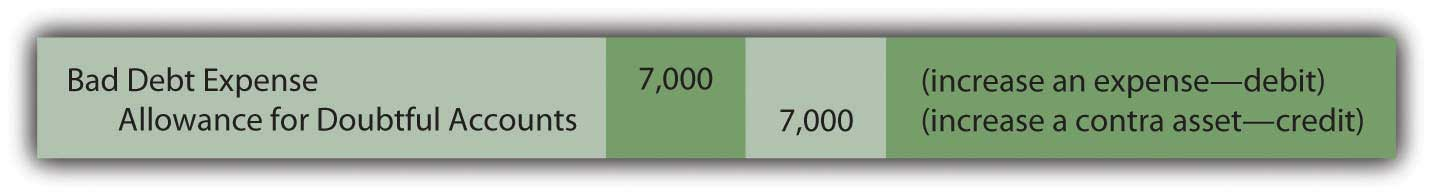 Bad Debt Expense 7,000 (increase an expense—debit)
Allowance for Doubtful Accounts 7,000 (increase a contra asset—credit)